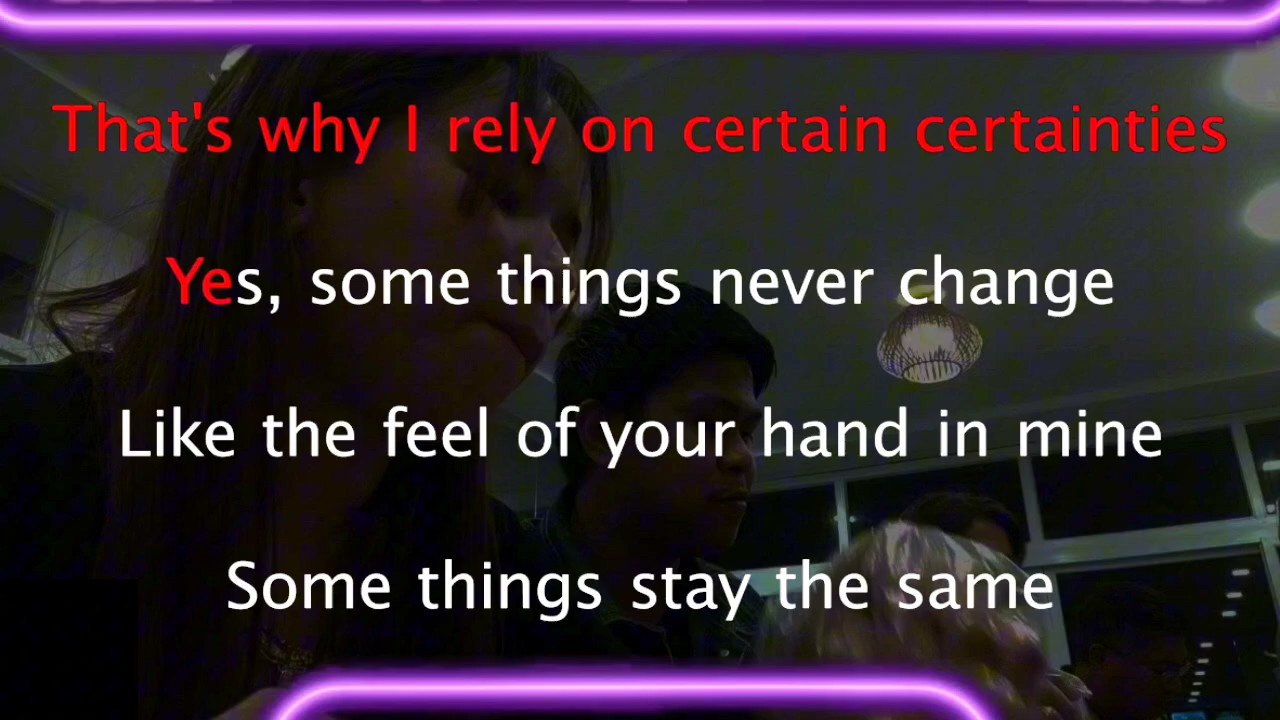 That's why I rely on certain certainties
Yes, some things never change
Like the feel of your hand in mine
Some things stay the same